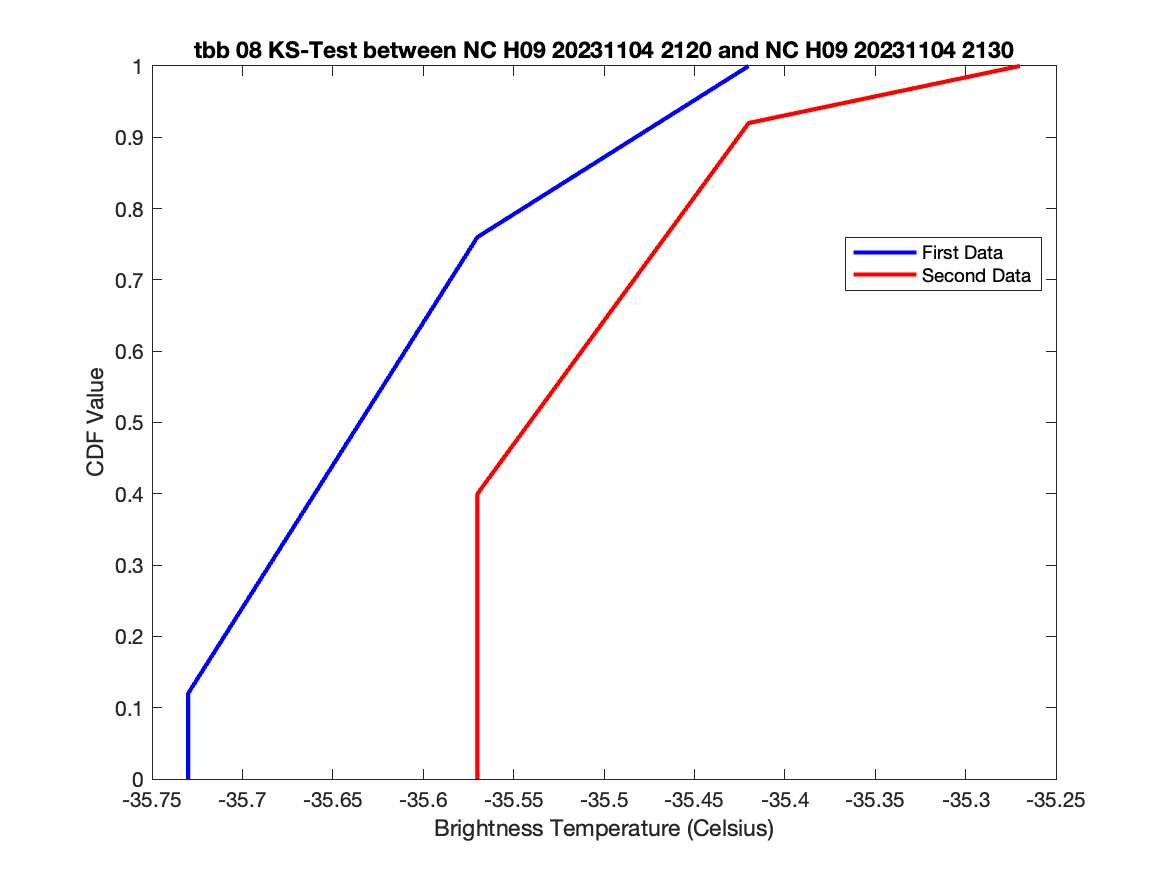 tbb 08 KS-Test between NC H09 20231104 2120 and NC H09 20231104 2130
1
0.9
0.8
0.7
0.6
0.5
0.4
0.3
0.2
0.1
0
CDF Value
First Data
Second Data
-35.75 -35.7 -35.65 -35.6 -35.55 -35.5 -35.45 -35.4 -35.35 -35.3 -35.25
Brightness Temperature (Celsius)